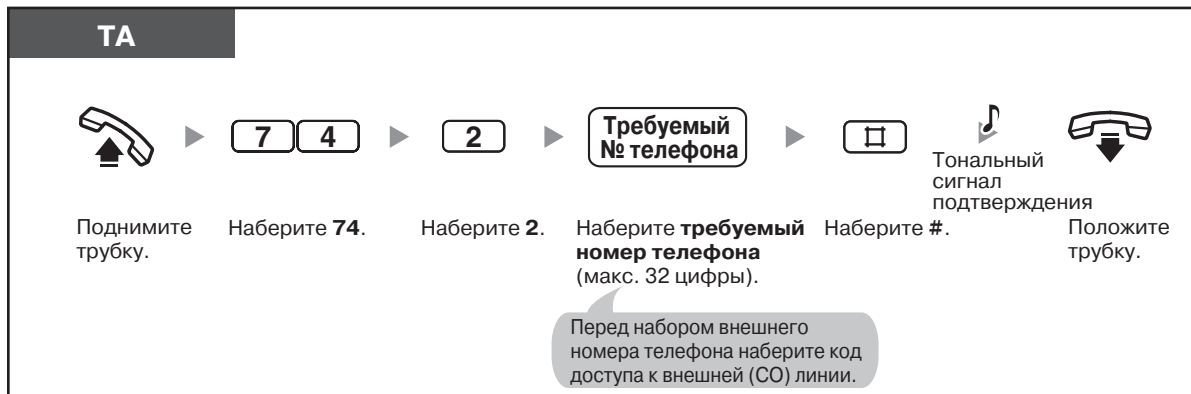 ТА
7 4
2
Требуемый
№ телефона
#
Тональный
сигнал
подтверждения
Поднимите
трубку.
Наберите 74.
Наберите 2.
Наберите требуемый
номер телефона
(макс. 32 цифры).
Наберите #.
Положите
трубку.
Перед набором внешнего
номера телефона наберите код
доступа к внешней (CO) линии.